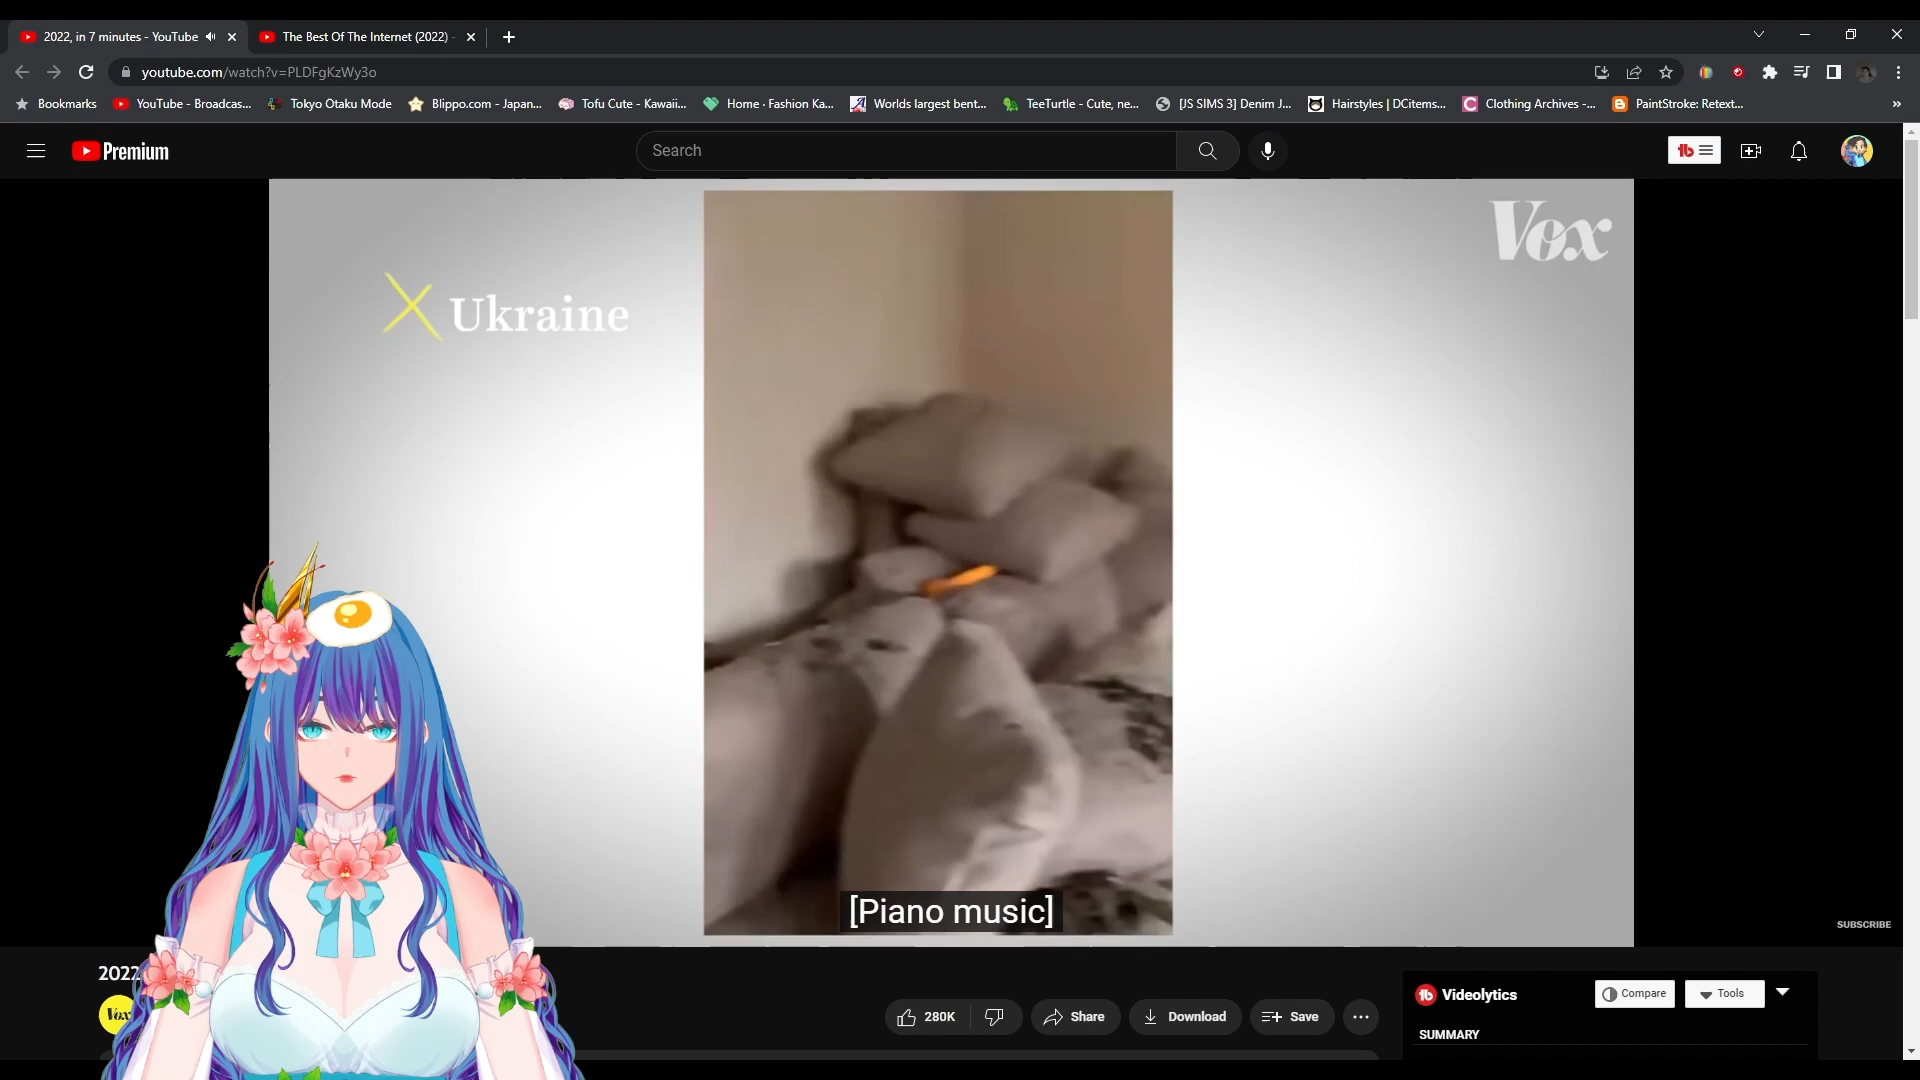 2022, in 7 minutes - YouTube
The Best Of The Internet (2022) -
youtube.com/watch?v=PLDFgKzWy3o
Bookmarks
YouTube - Broadcas...
Tokyo Otaku Mode
Blippo.com - Japan...
Tofu Cute - Kawaii...
Home · Fashion Ka...
Worlds largest bent...
TeeTurtle - Cute, ne...
[JS SIMS 3] Denim J...
Hairstyles | DCitems...
Clothing Archives -...
PaintStroke: Retext...
»
Premium
Search
Vox
Ukraine
[Piano music]
SUBSCRIBE
2022
Vox
280K
Share
Download
Save
Videolytics
Compare
Tools
SUMMARY